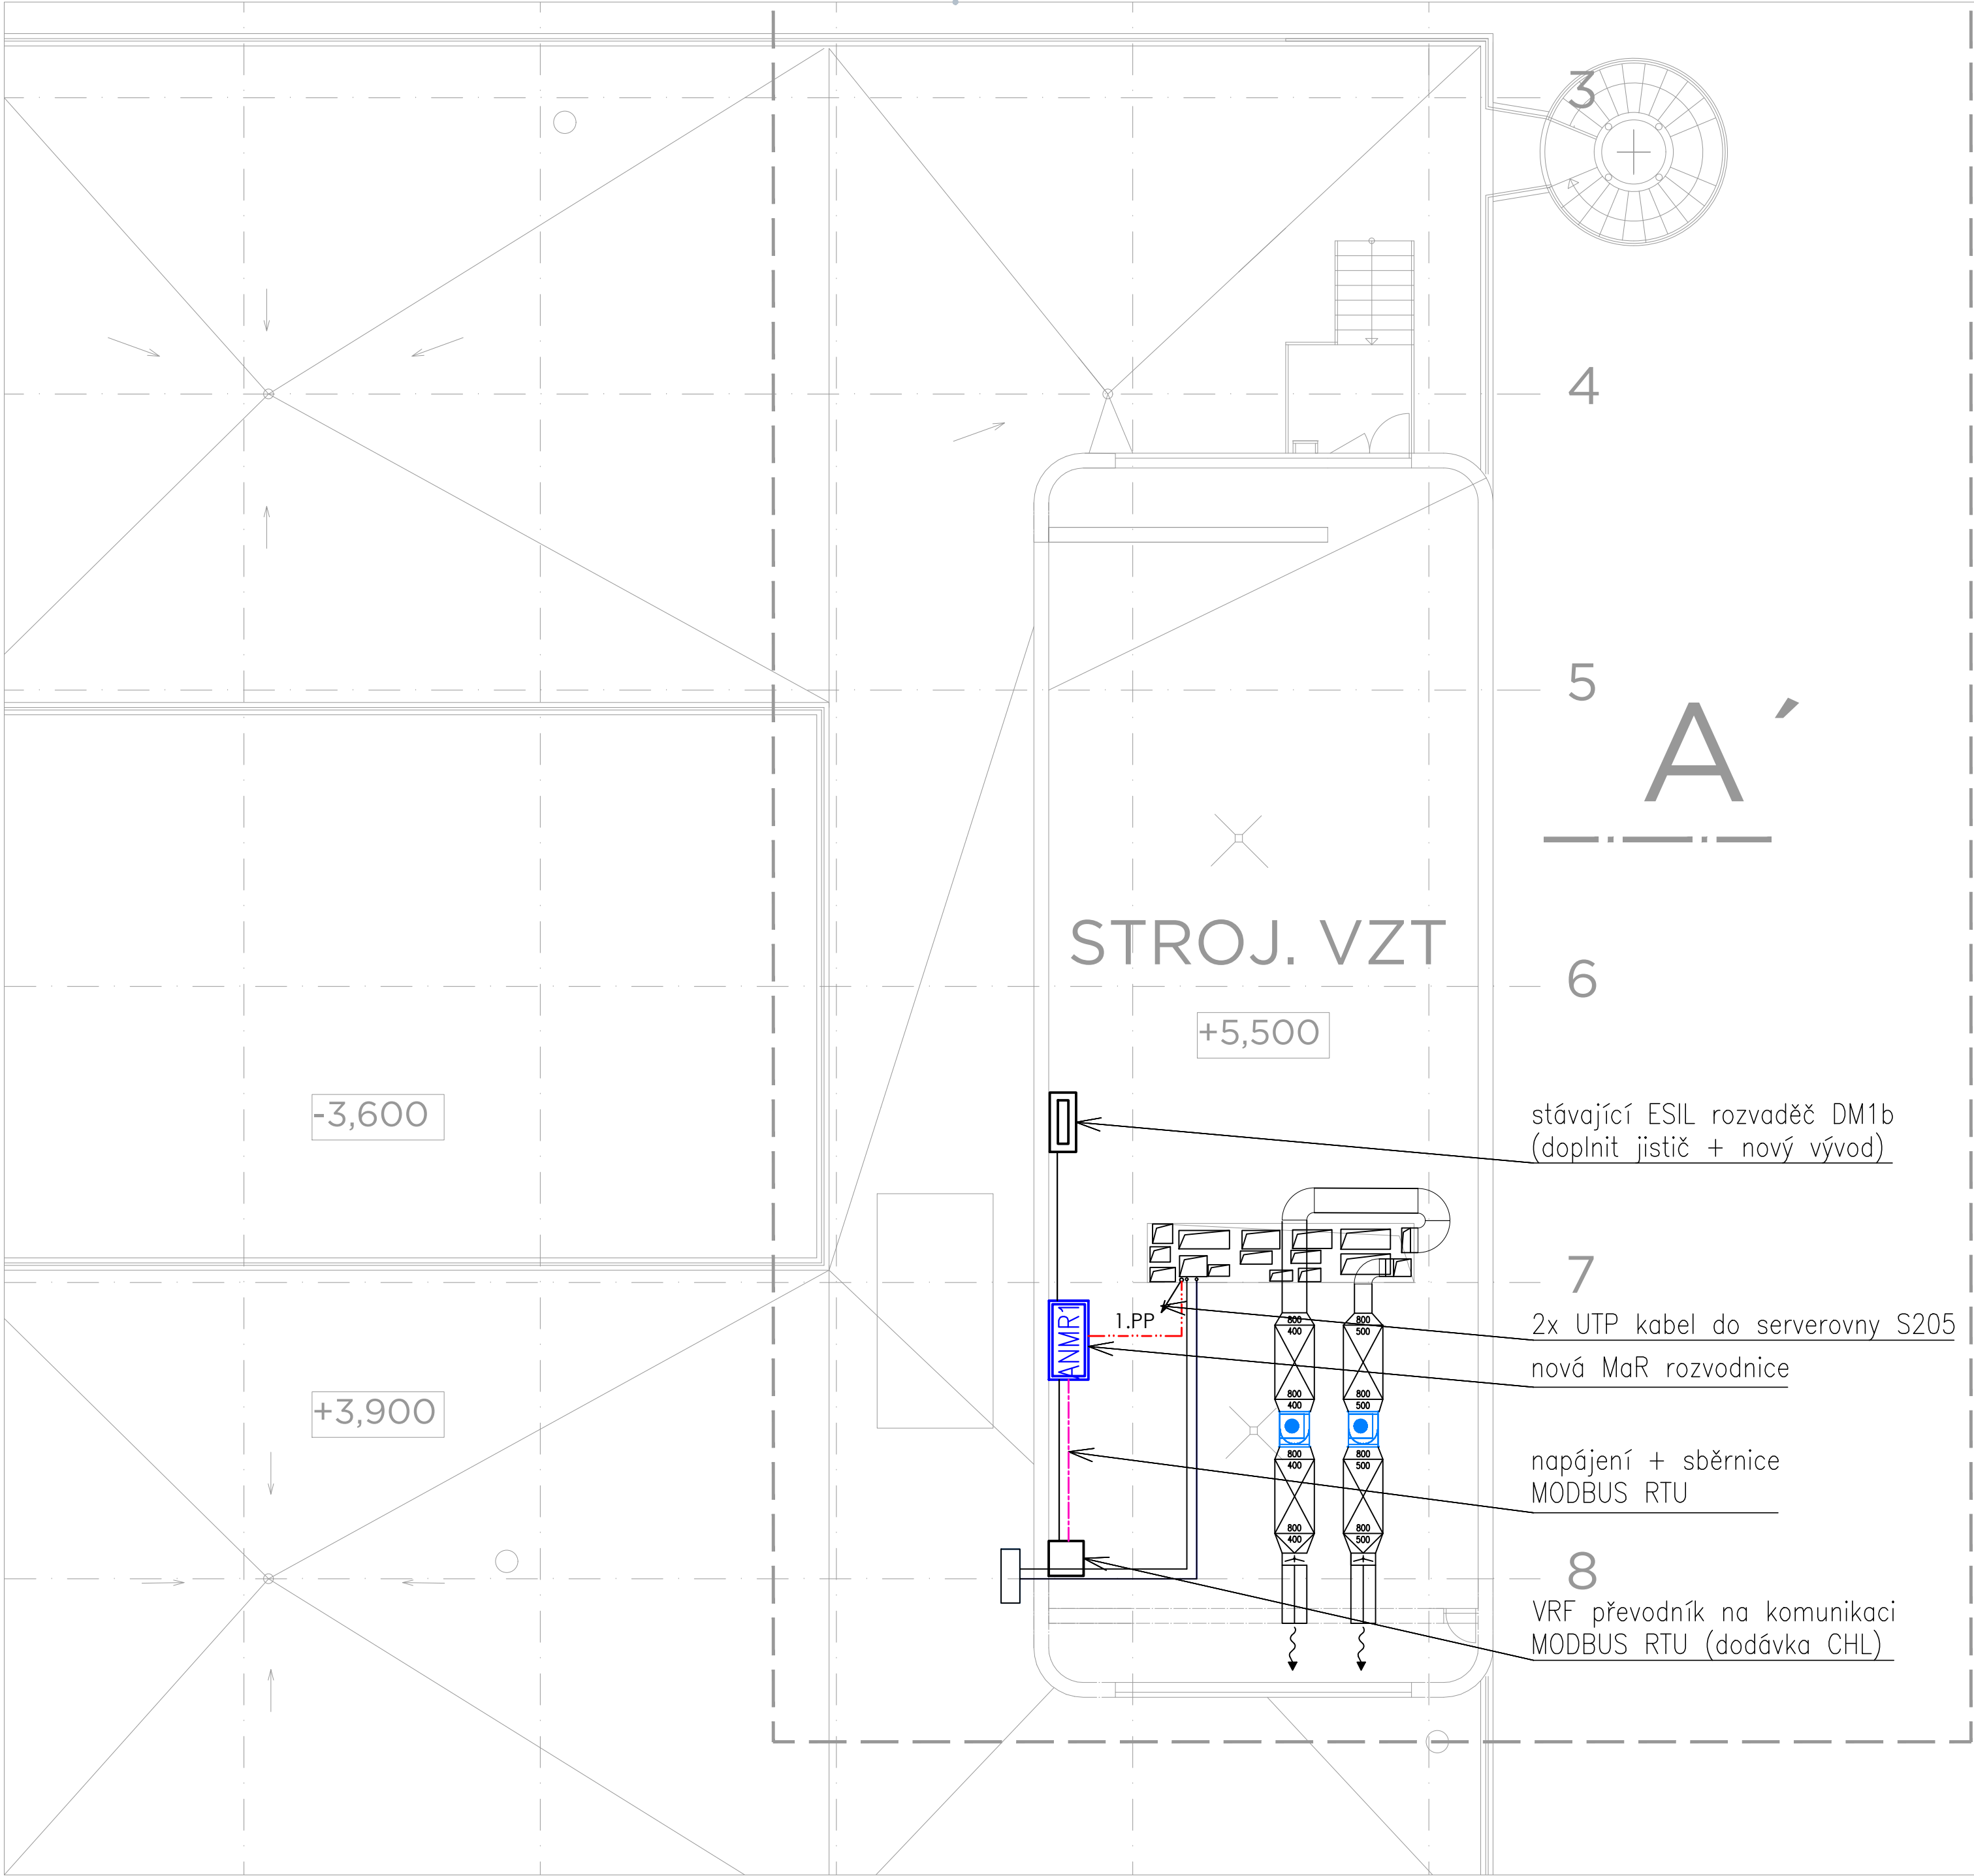 3
4
5
A´
STROJ. VZT
6
+5,500
-3,600
stávající ESIL rozvaděč DM1b
(doplnit jistič + nový vývod)
7
1.PP
ANMR1
2x UTP kabel do serverovny S205
nová MaR rozvodnice
800
400
800
500
800
400
800
500
+3,900
800
400
800
500
napájení + sběrnice
MODBUS RTU
800
400
800
500
8
VRF převodník na komunikaci
MODBUS RTU (dodávka CHL)